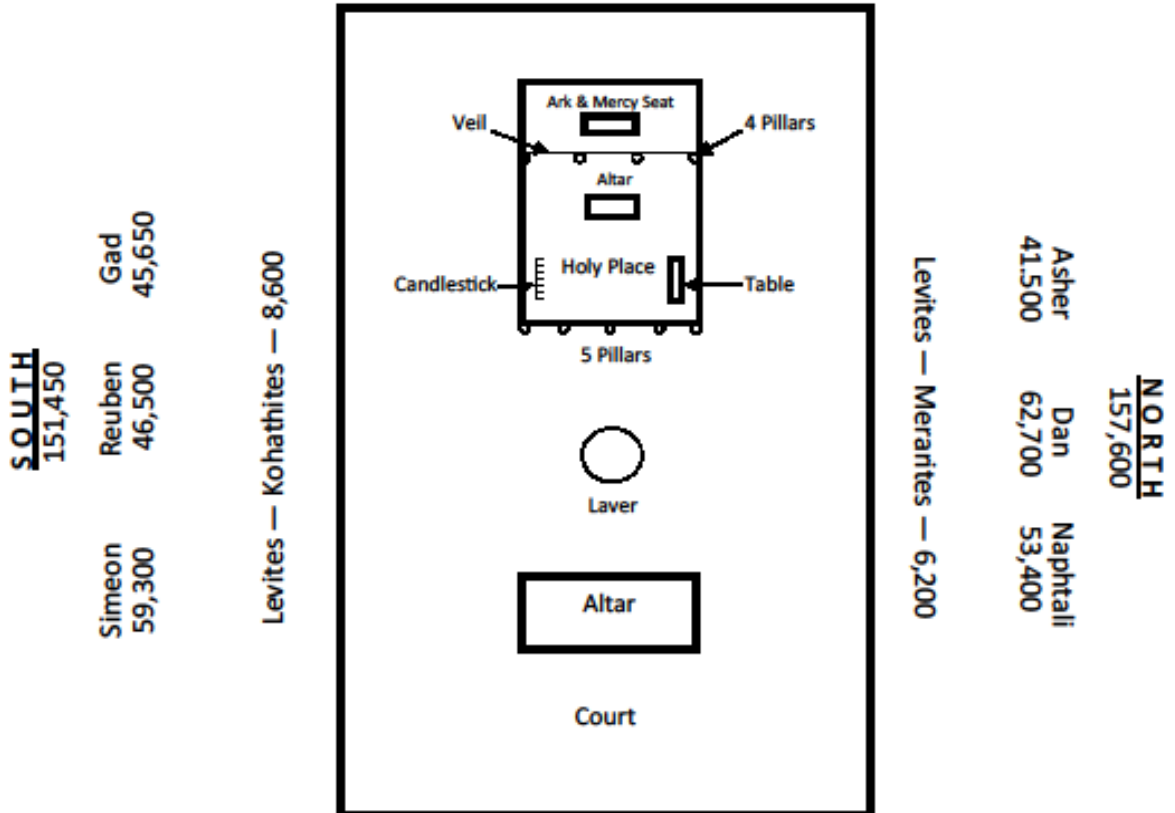 Ark & Mercy Seat
Veil
4 Pillars
Altar
Candlestick
Holy Place
Table
5 Pillars
Laver
Altar
Court
SOUTH
151,450
Gad
45,650
Reuben
46,500
Simeon
59,300
Levites — Kohathites — 8,600
Levites — Merarites — 6,200
Asher
41.500
Dan
62,700
Naphtali
53,400
NORTH
157,600